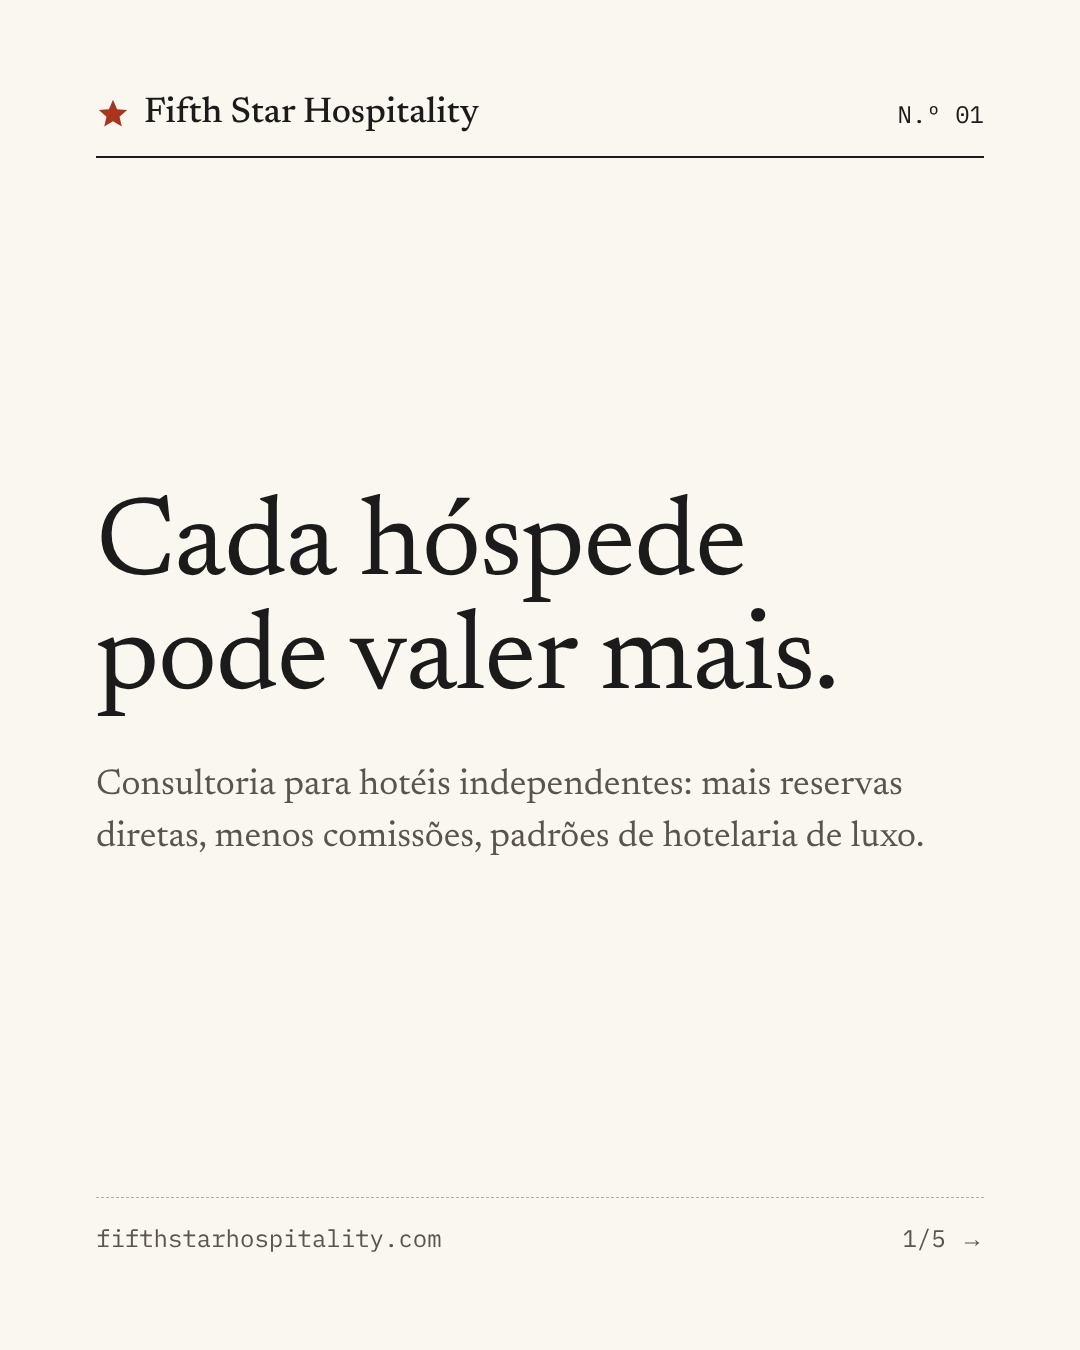 Fifth Star Hospitality
N.º 01
Cada hóspede
pode valer mais.
Consultoria para hotéis independentes: mais reservas
diretas, menos comissões, padrões de hotelaria de luxo.
fifthstarhospitality.com
1/5 →